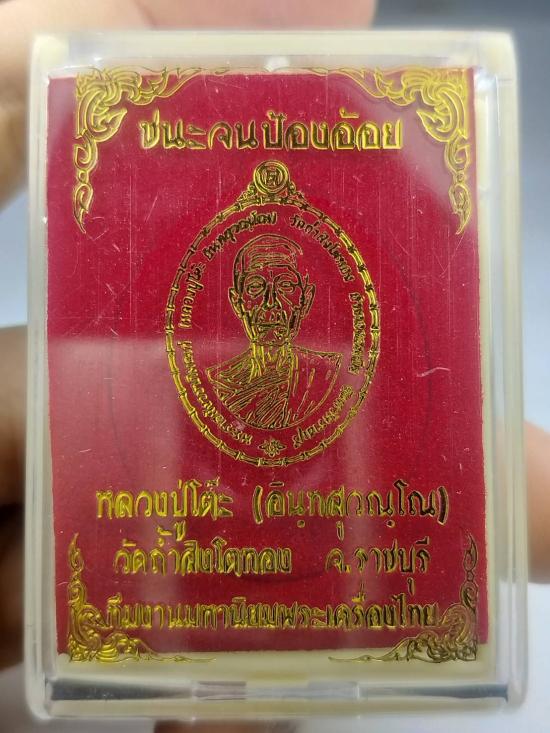 ชนะจนป้องอ้อย
หลวงปู่โต๊ะ (อินฺทสุวณฺโณ)
วัดถ้ำสิงโตทอง จ.ราชบุรี
ทีมงานมหานิยมพระเครื่องไทย